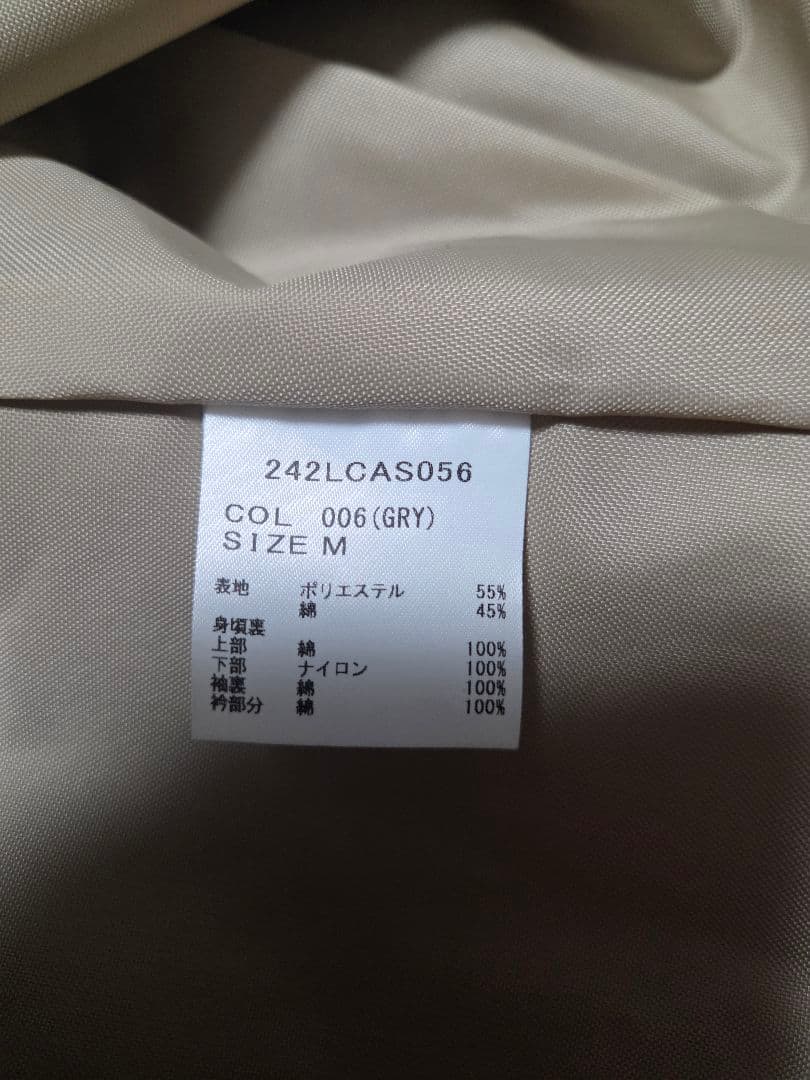 242LCAS056
COL 006(GRY)
SIZE M
表地 ポリエステル 55%
綿 45%
身頃裏
上部 綿 100%
下部 ナイロン 100%
袖裏 綿 100%
衿部分 綿 100%